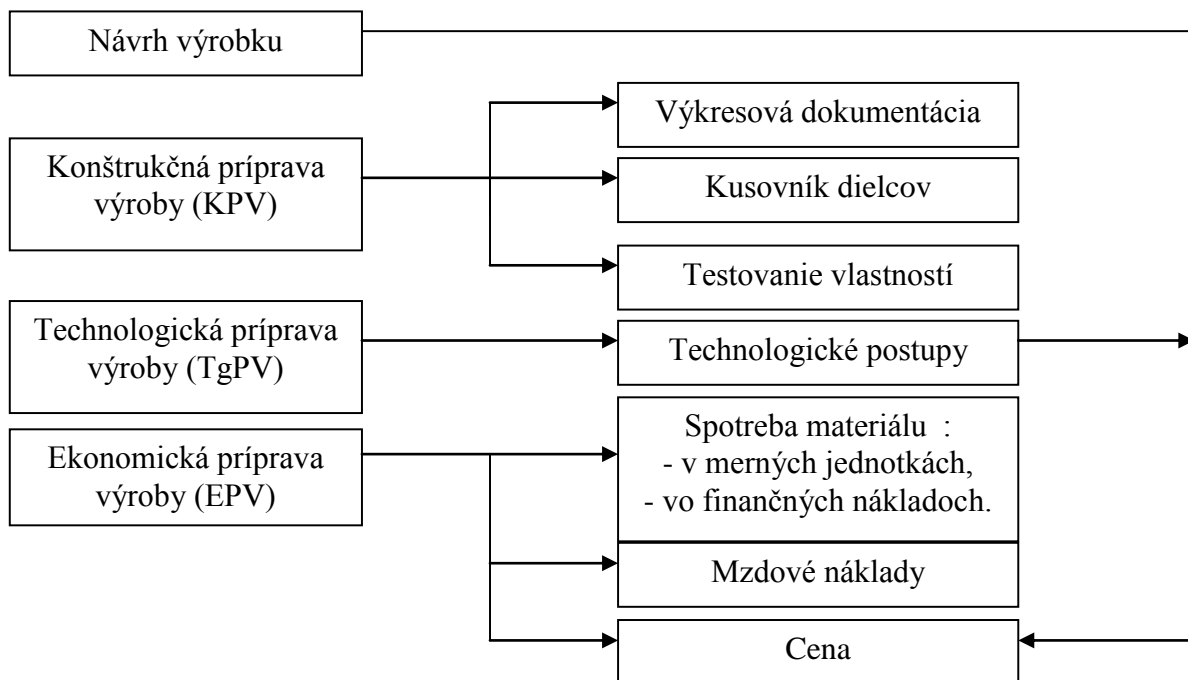 Návrh výrobku
Výkresová dokumentácia
Konštrukčná príprava
výroby (KPV)
Kusovník dielcov
Testovanie vlastností
Technologická príprava
výroby (TgPV)
Technologické postupy
Ekonomická príprava
výroby (EPV)
Spotreba materiálu :
- v merných jednotkách,
- vo finančných nákladoch.
Mzdové náklady
Cena